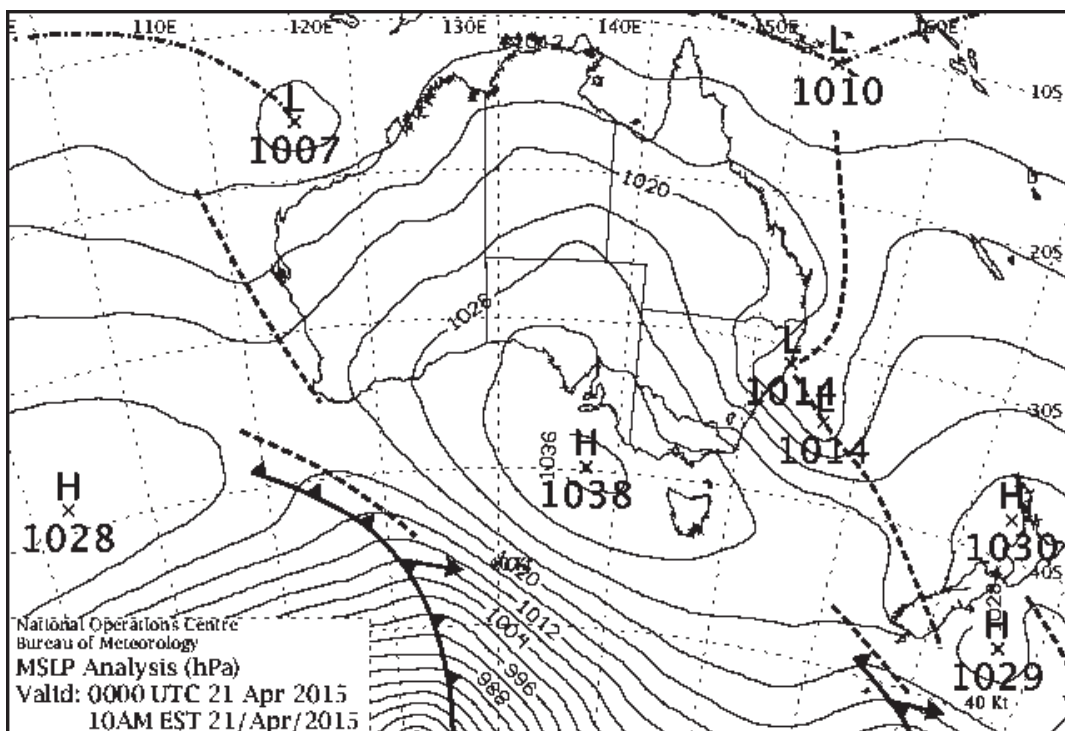 110E 120E 130E 140E 150E 160E
L
1012
L
1010
10S
1007
1020
20S
1028
L
1014
L
1014
30S
H
1028
1036
H
1038
H
1030
40S
1020
1012
1004
996
988
1028
H
1029
40 Kt
National Operations Centre
Bureau of Meteorology
MSLP Analysis (hPa)
Valid: 0000 UTC 21 Apr 2015
10AM EST 21/Apr/2015